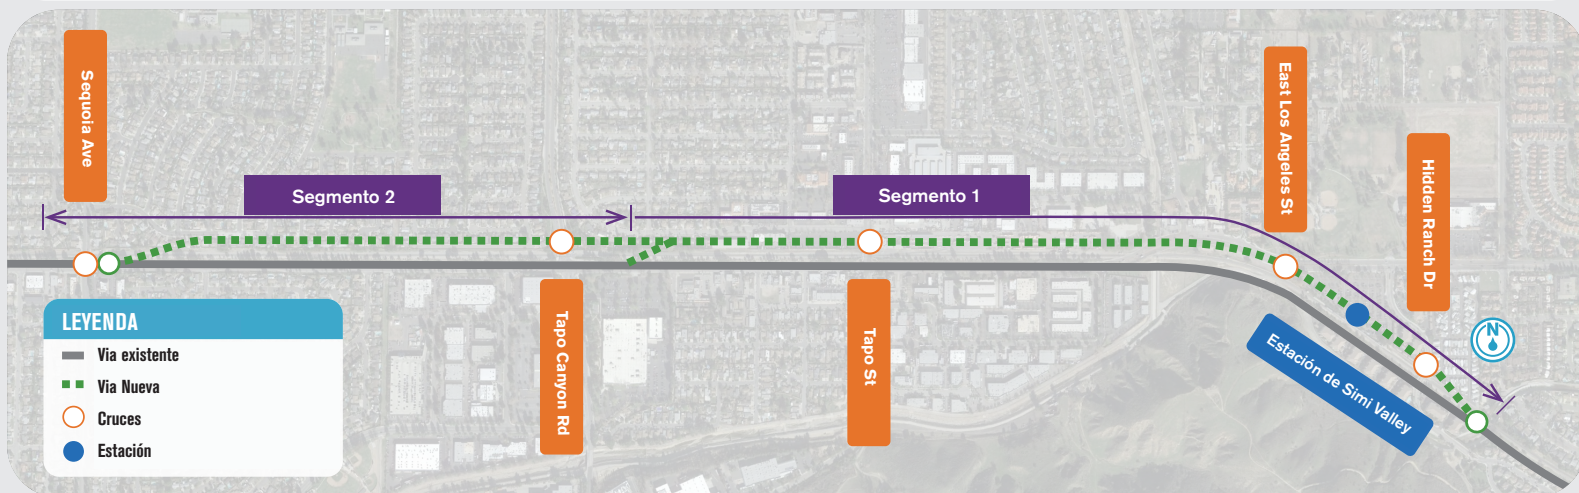 Sequoia Ave
Segmento 2
Segmento 1
East Los Angeles St
Hidden Ranch Dr
Tapo Canyon Rd
Tapo St
Estación de Simi Valley
N
LEYENDA
Via existente
Via Nueva
Cruces
Estación